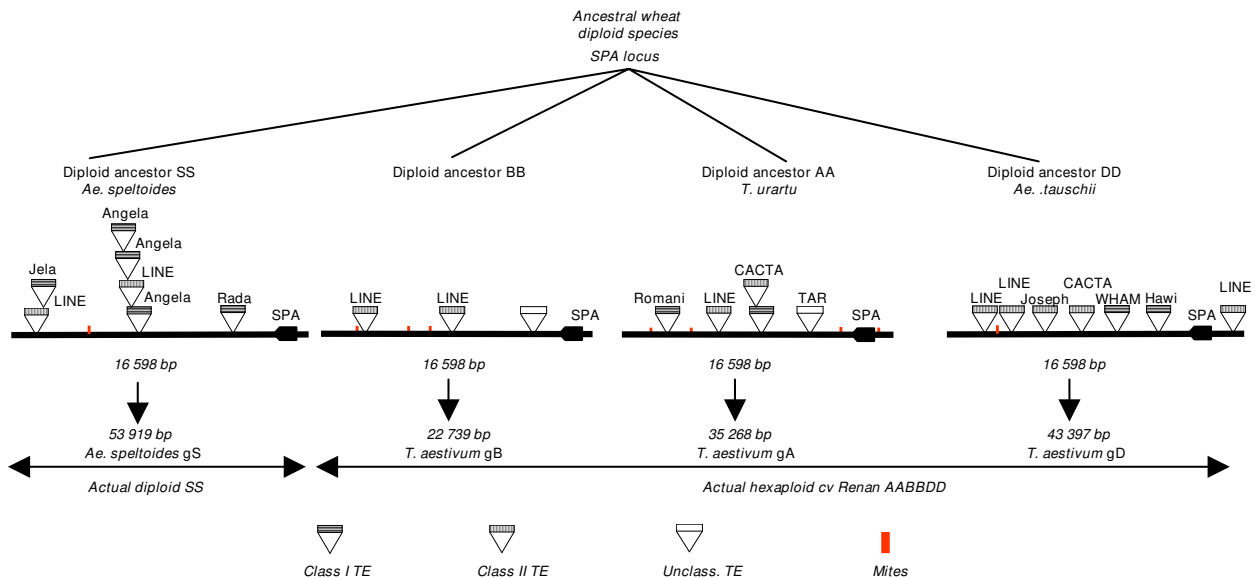 Ancestral wheat
diploid species
SPA locus
Diploid ancestor SS
Ae. speltoides
Diploid ancestor BB
Diploid ancestor AA
T. urartu
Diploid ancestor DD
Ae. .tauschii
Angela
Angela
Jela
LINE
LINE
Angela
Rada
SPA
LINE
LINE
SPA
CACTA
Romani
LINE
TAR
SPA
LINE
CACTA
LINE
Joseph
WHAM
Hawi
SPA
LINE
16 598 bp
16 598 bp
16 598 bp
16 598 bp
53 919 bp
Ae. speltoides gS
22 739 bp
T. aestivum gB
35 268 bp
T. aestivum gA
43 397 bp
T. aestivum gD
Actual diploid SS
Actual hexaploid cv Renan AABBDD
Class I TE
Class II TE
Unclass. TE
Mites